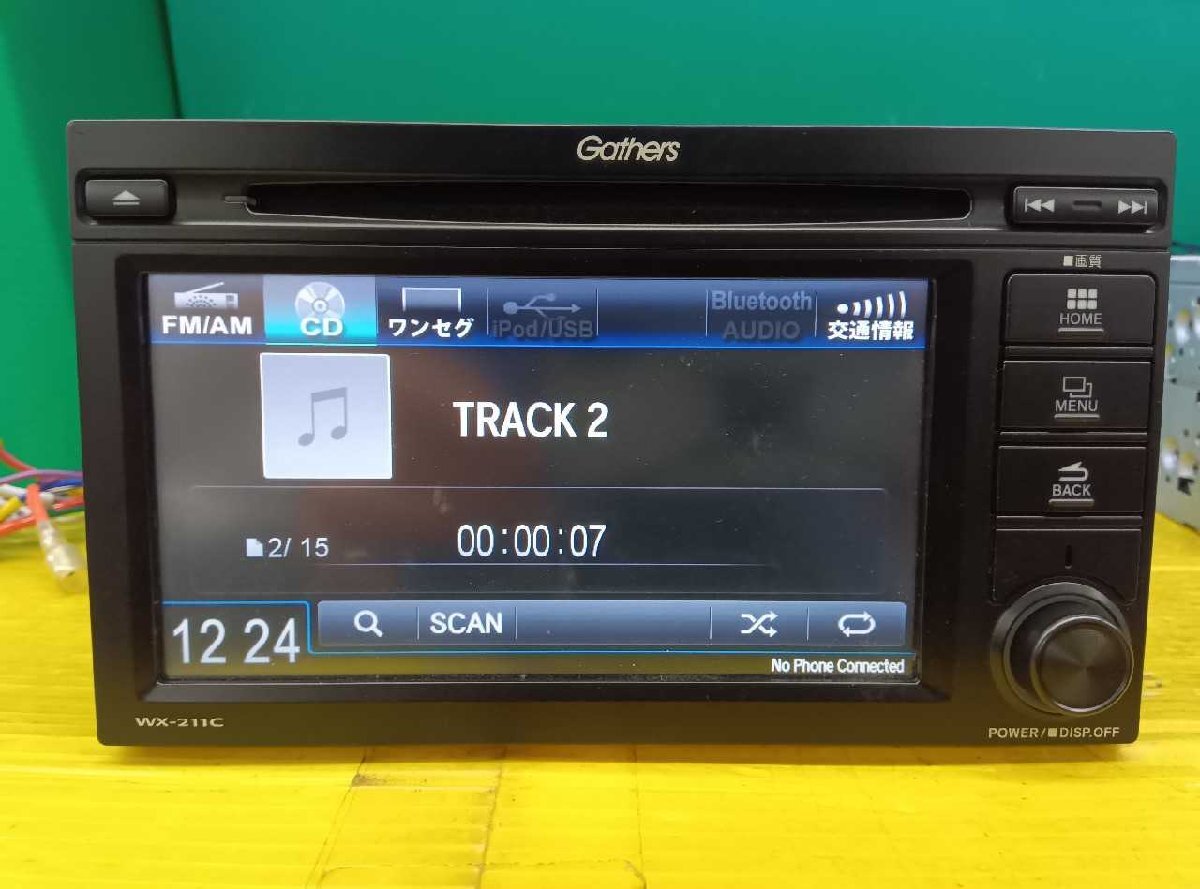 Gathers
■画質
FM/AM CD ワンセグ iPod/USB Bluetooth AUDIO 交通情報
HOME
TRACK 2
MENU
BACK
2/ 15 00:00:07
12 24 SCAN
No Phone Connected
WX-211C
POWER/■DISP.OFF